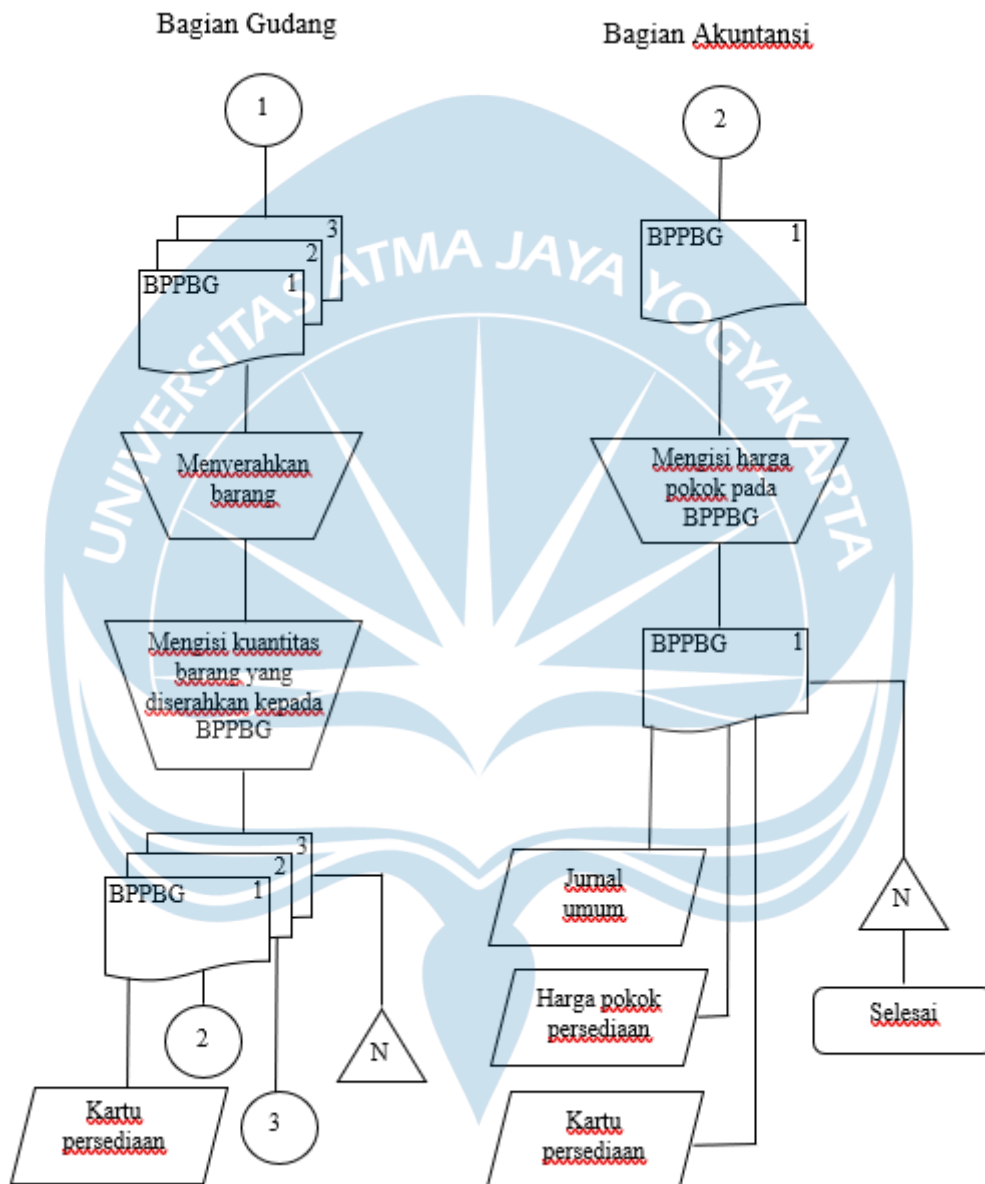 Bagian Gudang
1
3
2
BPPBG 1
Menyerahkan
barang
Mengisi kuantitas
barang yang
diserahkan kepada
BPPBG
3
2
BPPBG 1
2
3
N
Kartu
persediaan
Bagian Akuntansi
2
BPPBG 1
Mengisi harga
pokok pada
BPPBG
BPPBG 1
Jurnal
umum
Harga pokok
persediaan
Kartu
persediaan
N
Selesai
UNIVERSITAS ATMA JAYA YOGYAKARTA